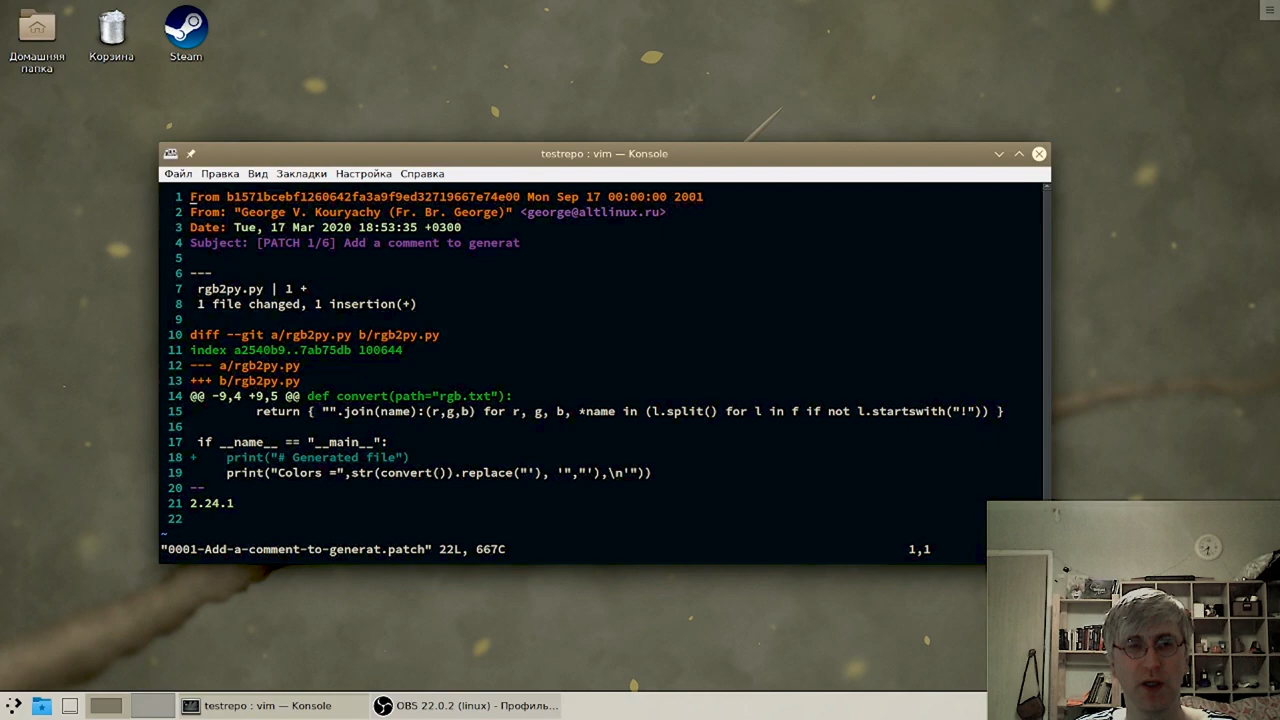 Домашняя
папка
Корзина
Steam
testrepo : vim — Konsole
Файл Правка Вид Закладки Настройка Справка
1 From b1571bcebf1260642fa3a9f9ed32719667e74e00 Mon Sep 17 00:00:00 2001
2 From: "George V. Kouryachy (Fr. Br. George)" <george@altlinux.ru>
3 Date: Tue, 17 Mar 2020 18:53:35 +0300
4 Subject: [PATCH 1/6] Add a comment to generat
5
6 ---
7 rgb2py.py | 1 +
8 1 file changed, 1 insertion(+)
9
10 diff --git a/rgb2py.py b/rgb2py.py
11 index a2540b9..7ab75db 100644
12 --- a/rgb2py.py
13 +++ b/rgb2py.py
14 @@ -9,4 +9,5 @@ def convert(path="rgb.txt"):
15         return { "".join(name):(r,g,b) for r, g, b, *name in (l.split() for l in f if not l.startswith("!")) }
16
17 if __name__ == "__main__":
18 +    print("# Generated file")
19     print("Colors =",str(convert()).replace("'), '","'),\n'"))
20 --
21 2.24.1
22
~
"0001-Add-a-comment-to-generat.patch" 22L, 667C 1,1
testrepo : vim — Konsole
OBS 22.0.2 (linux) - Профиль...